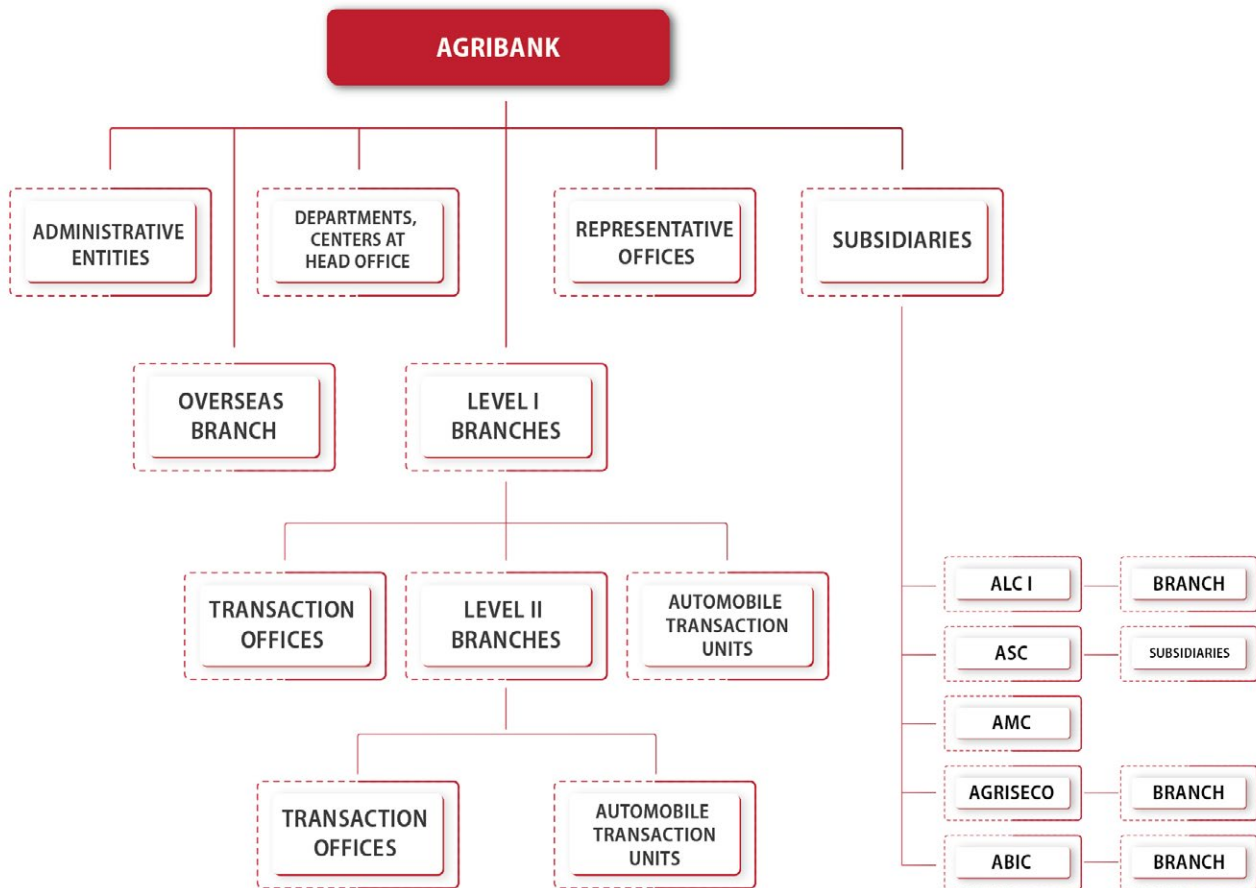 AGRIBANK
ADMINISTRATIVE
ENTITIES
DEPARTMENTS,
CENTERS AT
HEAD OFFICE
REPRESENTATIVE
OFFICES
SUBSIDIARIES
OVERSEAS
BRANCH
LEVEL I
BRANCHES
TRANSACTION
OFFICES
LEVEL II
BRANCHES
AUTOMOBILE
TRANSACTION
UNITS
TRANSACTION
OFFICES
AUTOMOBILE
TRANSACTION
UNITS
ALC I
BRANCH
ASC
SUBSIDIARIES
AMC
AGRISECO
BRANCH
ABIC
BRANCH